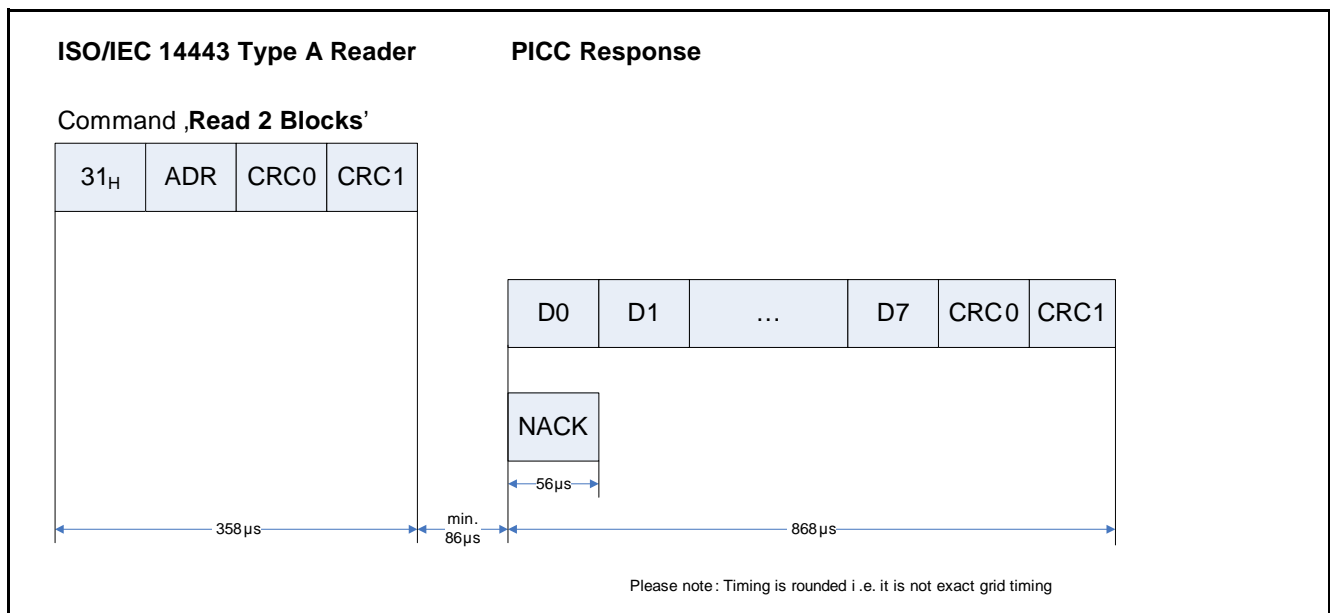 ISO/IEC 14443 Type A Reader PICC Response
Command ‚Read 2 Blocks’
31H ADR CRC0 CRC1
D0 D1 … D7 CRC0 CRC1
NACK
56µs
358µs min. 86µs 868µs
Please note : Timing is rounded i .e. it is not exact grid timing